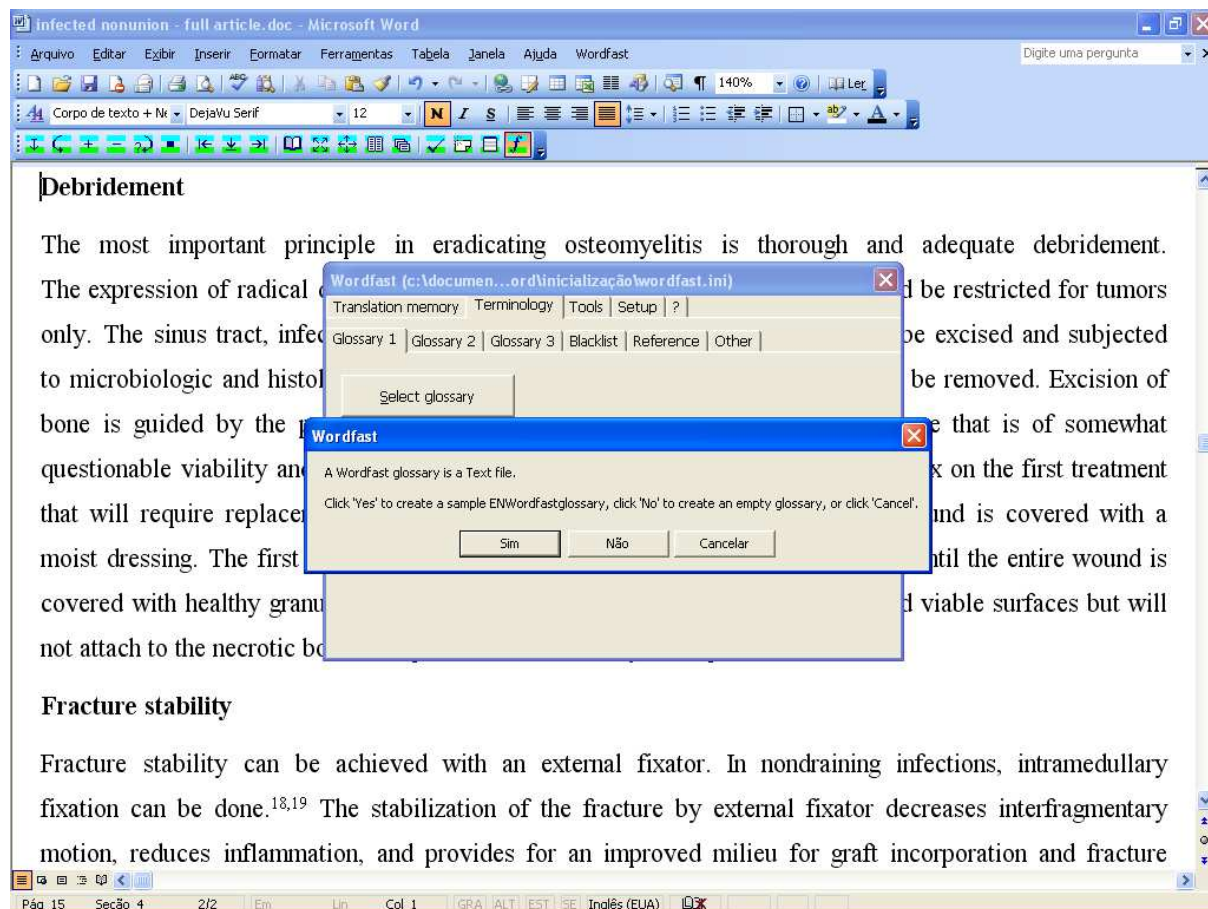 infected nonunion - full article.doc - Microsoft Word
Arquivo Editar Exibir Inserir Formatar Ferramentas Tabela Janela Ajuda Wordfast Digite uma pergunta
140% Ler
Corpo de texto + Ne DejaVu Serif 12 N I S
Debridement
The most important principle in eradicating osteomyelitis is thorough and adequate debridement.
The expression of radical d be restricted for tumors
only. The sinus tract, infec be excised and subjected
to microbiologic and histol be removed. Excision of
bone is guided by the p e that is of somewhat
questionable viability and x on the first treatment
that will require replacem und is covered with a
moist dressing. The first ntil the entire wound is
covered with healthy granu d viable surfaces but will
not attach to the necrotic bo
Wordfast (c:\documen...ord\inicialização\wordfast.ini)
Translation memory Terminology Tools Setup ?
Glossary 1 Glossary 2 Glossary 3 Blacklist Reference Other
Select glossary
Wordfast
A Wordfast glossary is a Text file.
Click 'Yes' to create a sample ENWordfastglossary, click 'No' to create an empty glossary, or click 'Cancel'.
Sim Não Cancelar
Fracture stability
Fracture stability can be achieved with an external fixator. In nondraining infections, intramedullary
fixation can be done.18,19 The stabilization of the fracture by external fixator decreases interfragmentary
motion, reduces inflammation, and provides for an improved milieu for graft incorporation and fracture
Pág 15 Seção 4 2/2 Em Lin Col 1 GRA ALT EST SE Inglês (EUA)